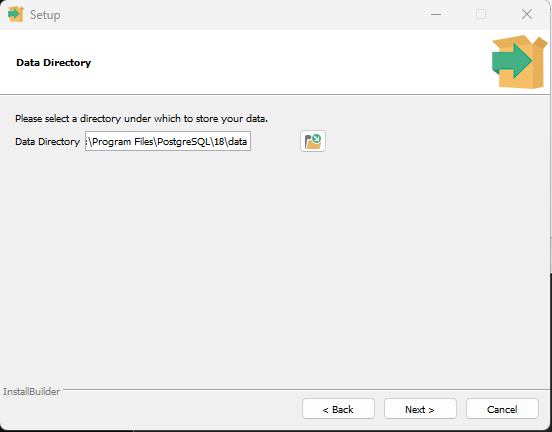 Setup
Data Directory
Please select a directory under which to store your data.
Data Directory :\Program Files\PostgreSQL\18\data
InstallBuilder
< Back Next > Cancel